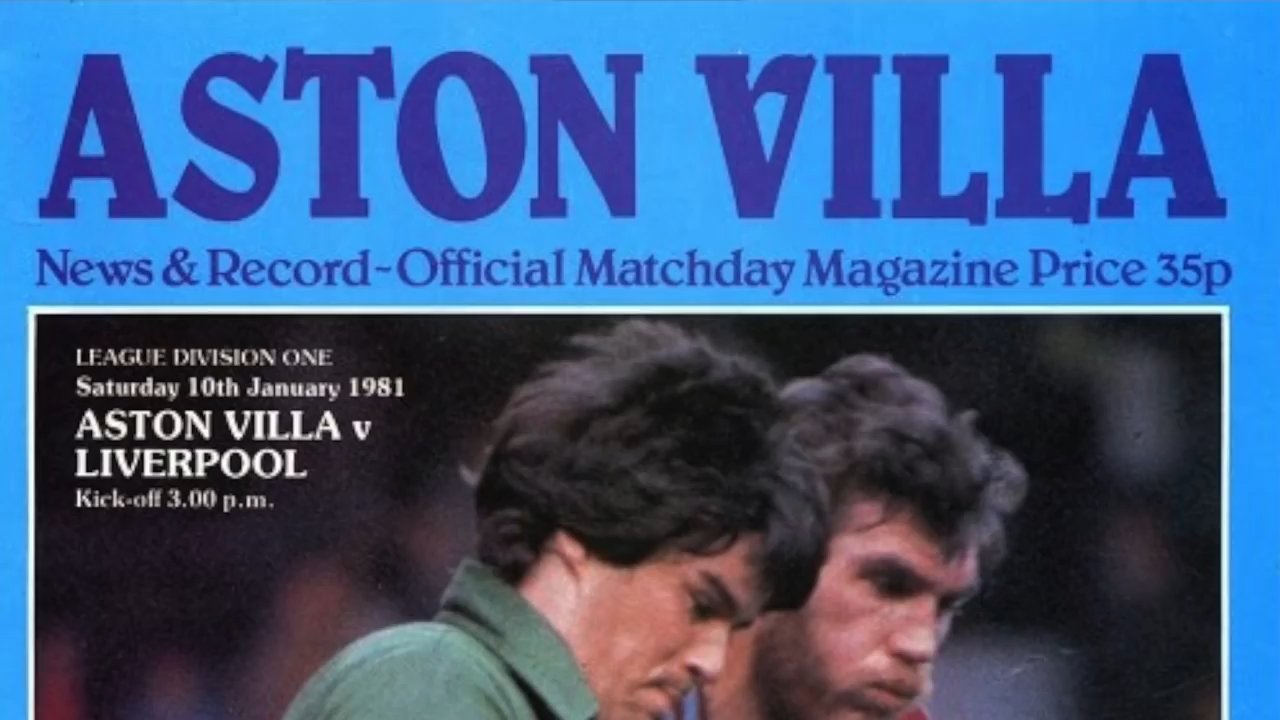 ASTON VILLA
News & Record-Official Matchday Magazine Price 35p
LEAGUE DIVISION ONE
Saturday 10th January 1981
ASTON VILLA v
LIVERPOOL
Kick-off 3.00 p.m.